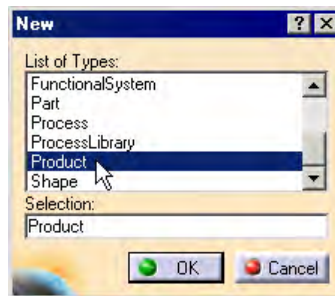 New
List of Types:
FunctionalSystem
Part
Process
ProcessLibrary
Product
Shape
Selection:
Product
OK
Cancel